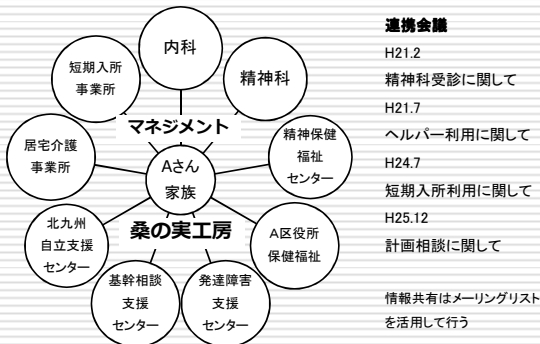 内科
精神科
精神保健
福祉
センター
A区役所
保健福祉
発達障害
支援
センター
基幹相談
支援
センター
北九州
自立支援
センター
居宅介護
事業所
短期入所
事業所
マネジメント
Aさん
家族
桑の実工房
連携会議
H21.2
精神科受診に関して
H21.7
ヘルパー利用に関して
H24.7
短期入所利用に関して
H25.12
計画相談に関して
情報共有はメーリングリスト
を活用して行う